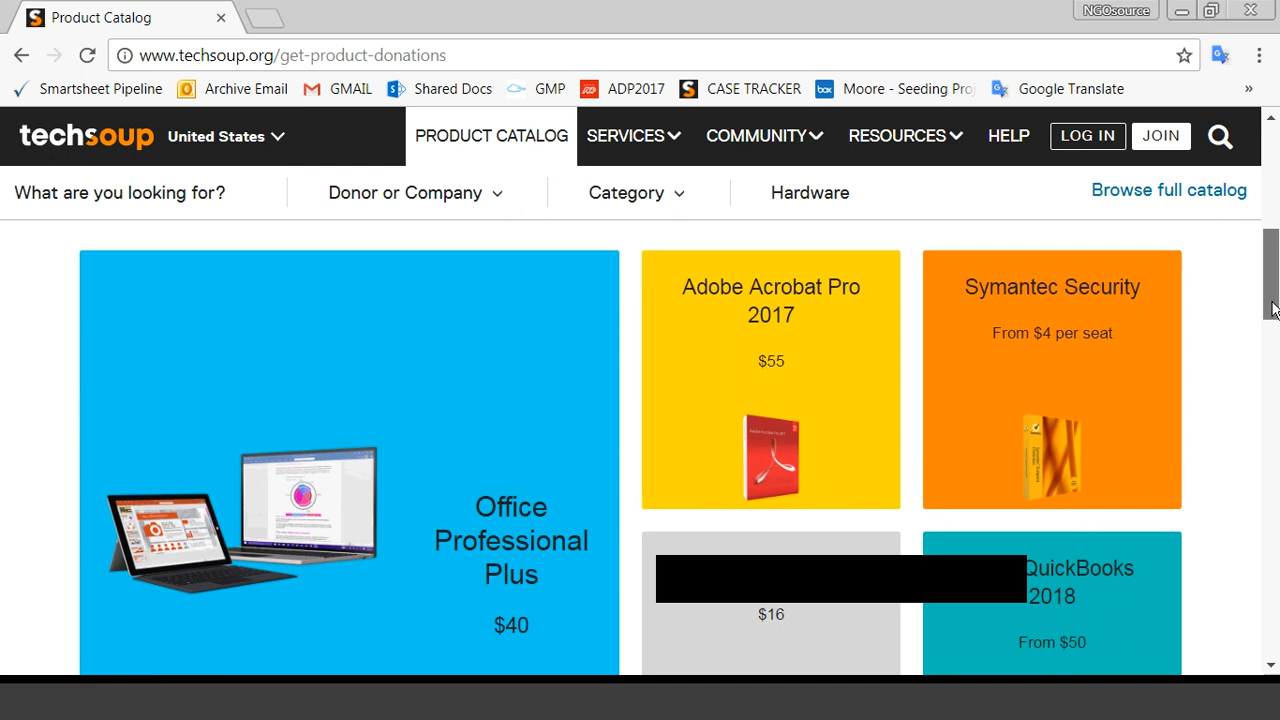 Product Catalog
NGOsource
www.techsoup.org/get-product-donations
Smartsheet Pipeline Archive Email GMAIL Shared Docs GMP ADP2017 CASE TRACKER Moore - Seeding Proj Google Translate »
techsoup United States PRODUCT CATALOG SERVICES COMMUNITY RESOURCES HELP LOG IN JOIN
What are you looking for? Donor or Company Category Hardware Browse full catalog
Adobe Acrobat Pro
2017
$55
Symantec Security
From $4 per seat
Office
Professional
Plus
$40
$16
QuickBooks
2018
From $50